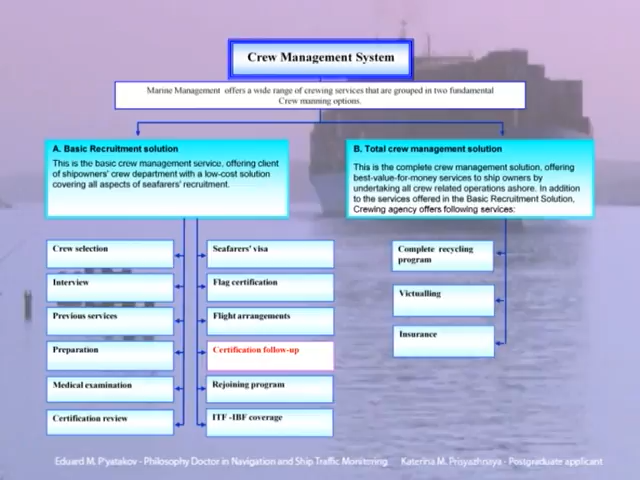 Crew Management System
Marine Management offers a wide range of crewing services that are grouped in two fundamental
Crew manning options.
A. Basic Recruitment solution
This is the basic crew management service, offering client
of shipowners' crew department with a low-cost solution
covering all aspects of seafarers' recruitment.
B. Total crew management solution
This is the complete crew management solution, offering
best-value-for-money services to ship owners by
undertaking all crew related operations ashore. In addition
to the services offered in the Basic Recruitment Solution,
Crewing agency offers following services:
Crew selection
Interview
Previous services
Preparation
Medical examination
Certification review
Seafarers' visa
Flag certification
Flight arrangements
Certification follow-up
Rejoining program
ITF -IBF coverage
Complete recycling
program
Victualling
Insurance
Eduard M. P'yatakov - Philosophy Doctor in Navigation and Ship Traffic Monitering
Katerina M. Prisyazhnaya - Postgraduate applicant